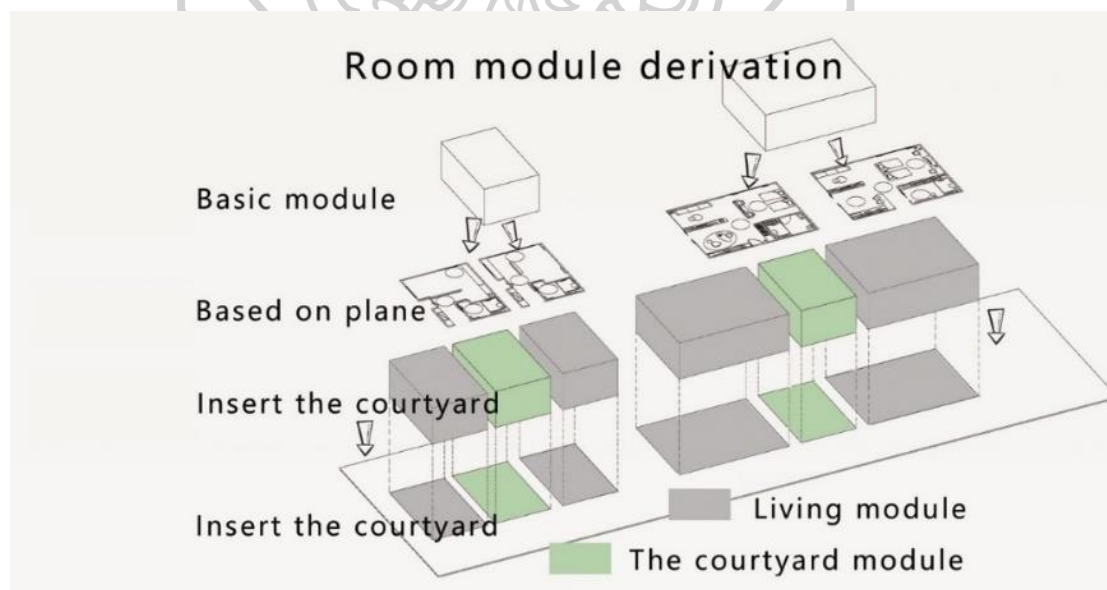 Room module derivation
Basic module
Based on plane
Insert the courtyard
Insert the courtyard
Living module
The courtyard module